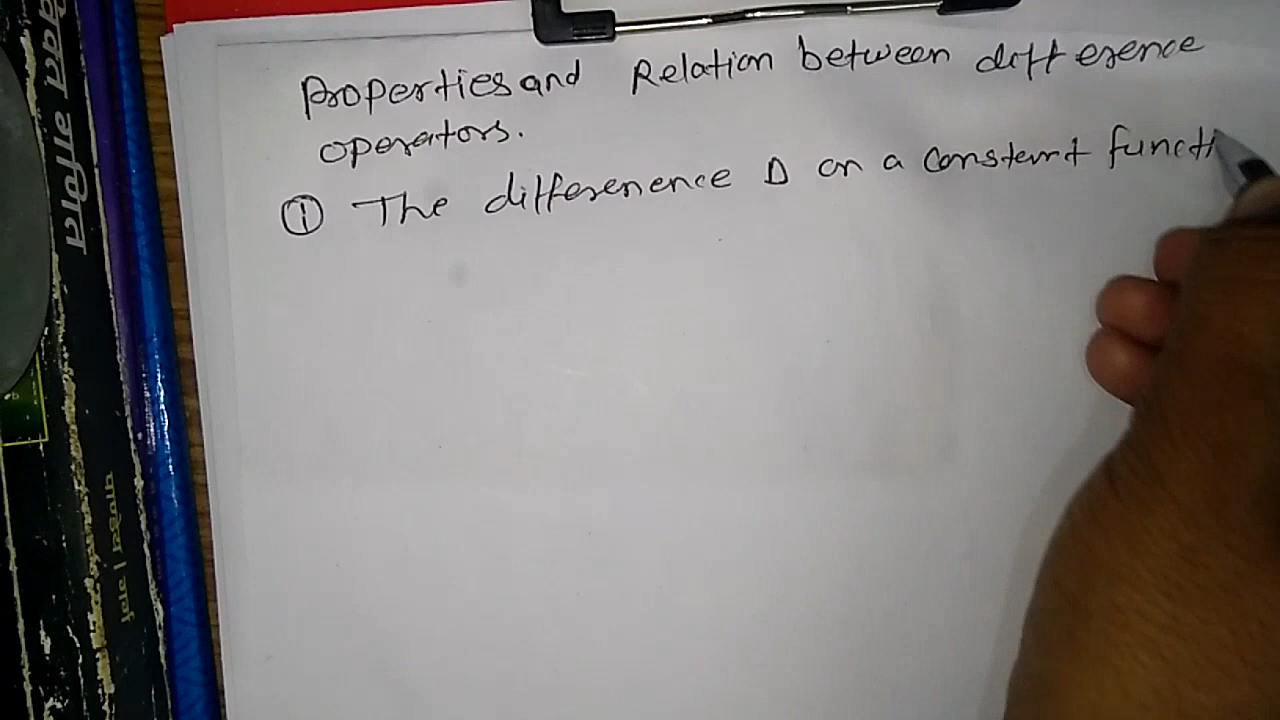 Properties and Relation between difference
operators.
① The differenence Δ on a constant functi